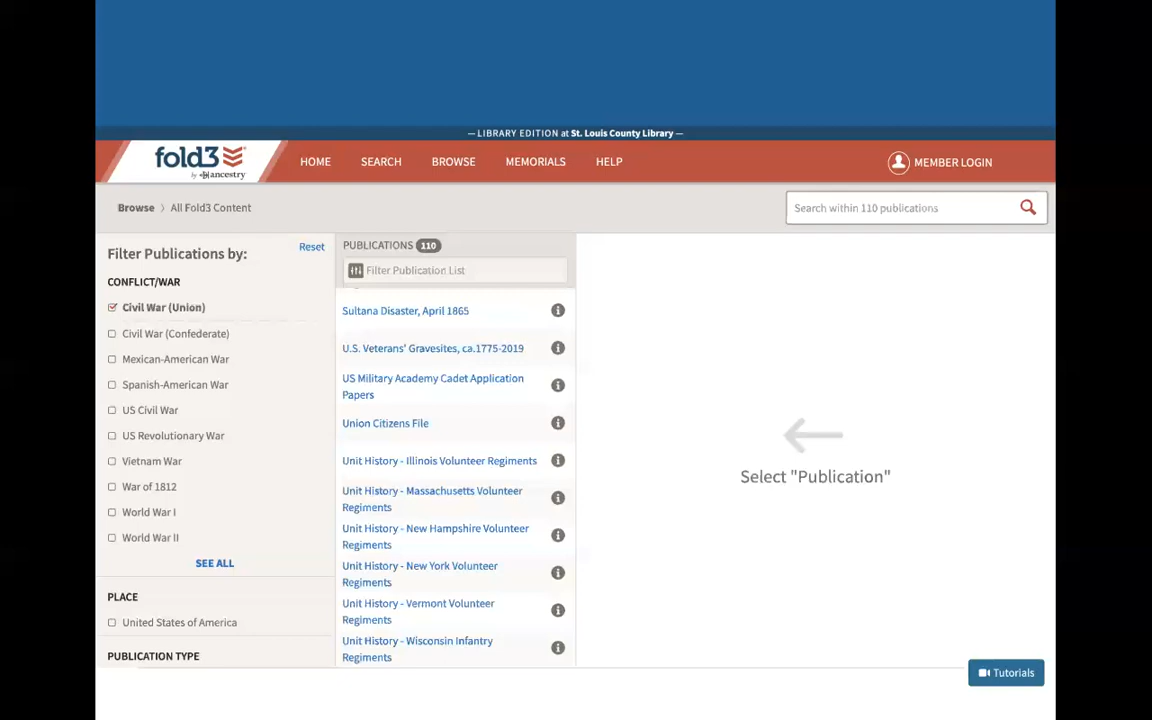 — LIBRARY EDITION at St. Louis County Library —
fold3
by ancestry
HOME SEARCH BROWSE MEMORIALS HELP MEMBER LOGIN
Browse > All Fold3 Content
Search within 110 publications
Filter Publications by:
Reset
CONFLICT/WAR
Civil War (Union)
Civil War (Confederate)
Mexican-American War
Spanish-American War
US Civil War
US Revolutionary War
Vietnam War
War of 1812
World War I
World War II
SEE ALL
PLACE
United States of America
PUBLICATION TYPE
PUBLICATIONS 110
Filter Publication List
Sultana Disaster, April 1865
U.S. Veterans' Gravesites, ca.1775-2019
US Military Academy Cadet Application
Papers
Union Citizens File
Unit History - Illinois Volunteer Regiments
Unit History - Massachusetts Volunteer
Regiments
Unit History - New Hampshire Volunteer
Regiments
Unit History - New York Volunteer
Regiments
Unit History - Vermont Volunteer
Regiments
Unit History - Wisconsin Infantry
Regiments
Select "Publication"
Tutorials